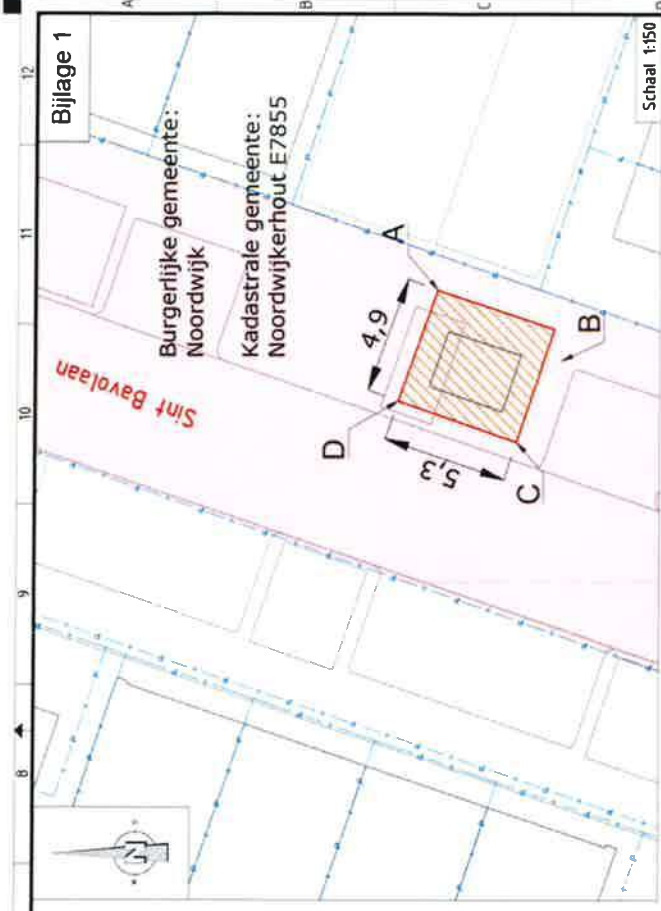 Bijlage 1
Burgerlijke gemeente:
Noordwijk
Kadastrale gemeente:
Noordwijkerhout E7855
Sint Bavolaan
A
B
C
D
4,9
5,3
N
Schaal 1:150
8
9
10
11
12
A
B
C